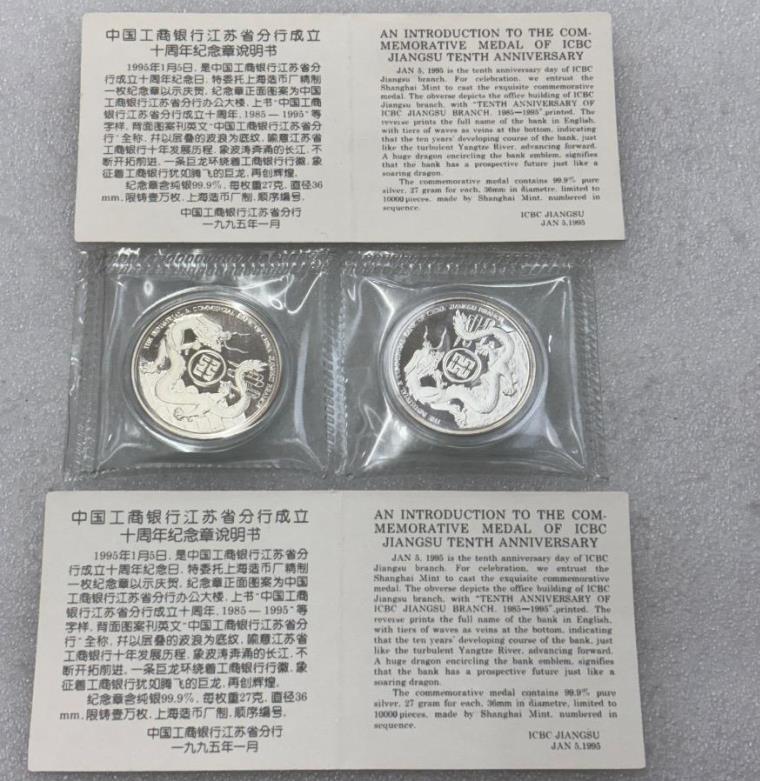 中国工商银行江苏省分行成立
十周年纪念章说明书
1995年1月5日, 是中国工商银行江苏省分
行成立十周年纪念日, 特委托上海造币厂精制
一枚纪念章以示庆贺. 纪念章正面图案为中国
工商银行江苏省分行办公大楼, 上书“中国工商
银行江苏省分行成立十周年, 1985—1995”等
字样, 背面图案刊英文“中国工商银行江苏省分
行”全称, 幷以层叠的波浪为底纹, 喻意江苏省
工商银行十年发展历程, 象波涛奔涌的长江, 不
断开拓前进, 一条巨龙环绕着工商银行行徽, 象
征着工商银行犹如腾飞的巨龙, 再创辉煌.
纪念章含纯银99.9%, 每枚重27克, 直径36
mm, 限铸壹万枚, 上海造币厂制, 顺序编号.
中国工商银行江苏省分行
一九九五年一月
AN INTRODUCTION TO THE COM-
MEMORATIVE MEDAL OF ICBC
JIANGSU TENTH ANNIVERSARY
JAN 5, 1995 is the tenth anniversary day of ICBC
Jiangsu branch. For celebration, we entrust the
Shanghai Mint to cast the exquisite commemorative
medal. The obverse depicts the office building of ICBC
Jiangsu branch, with "TENTH ANNIVERSARY OF
ICBC JIANGSU BRANCH, 1985—1995" printed. The
reverse prints the full name of the bank in English,
with tiers of waves as veins at the bottom, indicating
that the ten years' developing course of the bank, just
like the turbulent Yangtze River, advancing forward.
A huge dragon encircling the bank emblem, signifies
that the bank has a prospective future just like a
soaring dragon.
The commemorative medal contains 99.9% pure
silver, 27 gram for each, 36mm in diametre, limited to
10000 pieces, made by Shanghai Mint, numbered in
sequence.
ICBC JIANGSU
JAN 5,1995
THE INDUSTRIAL & COMMERCIAL BANK OF CHINA, JIANGSU BRANCH
THE INDUSTRIAL & COMMERCIAL BANK OF CHINA, JIANGSU BRANCH
中国工商银行江苏省分行成立
十周年纪念章说明书
1995年1月5日, 是中国工商银行江苏省分
行成立十周年纪念日, 特委托上海造币厂精制
一枚纪念章以示庆贺, 纪念章正面图案为中国
工商银行江苏省分行办公大楼, 上书“中国工商
银行江苏省分行成立十周年, 1985—1995”等
字样, 背面图案刊英文“中国工商银行江苏省分
行”全称, 幷以层叠的波浪为底纹, 喻意江苏省
工商银行十年发展历程, 象波涛奔涌的长江, 不
断开拓前进, 一条巨龙环绕着工商银行行徽, 象
征着工商银行犹如腾飞的巨龙, 再创辉煌.
纪念章含纯银99.9%, 每枚重27克, 直径36
mm, 限铸壹万枚, 上海造币厂制, 顺序编号.
中国工商银行江苏省分行
一九九五年一月
AN INTRODUCTION TO THE COM-
MEMORATIVE MEDAL OF ICBC
JIANGSU TENTH ANNIVERSARY
JAN 5, 1995 is the tenth anniversary day of ICBC
Jiangsu branch. For celebration, we entrust the
Shanghai Mint to cast the exquisite commemorative
medal. The obverse depicts the office building of ICBC
Jiangsu branch, with "TENTH ANNIVERSARY OF
ICBC JIANGSU BRANCH, 1985—1995", printed. The
reverse prints the full name of the bank in English,
with tiers of waves as veins at the bottom, indicating
that the ten years' developing course of the bank, just
like the turbulent Yangtze River, advancing forward.
A huge dragon encircling the bank emblem, signifies
that the bank has a prospective future just like a
soaring dragon.
The commemorative medal contains 99.9% pure
silver, 27 gram for each, 36mm in diametre, limited to
10000 pieces, made by Shanghai Mint, numbered in
sequence.
ICBC JIANGSU
JAN 5,1995